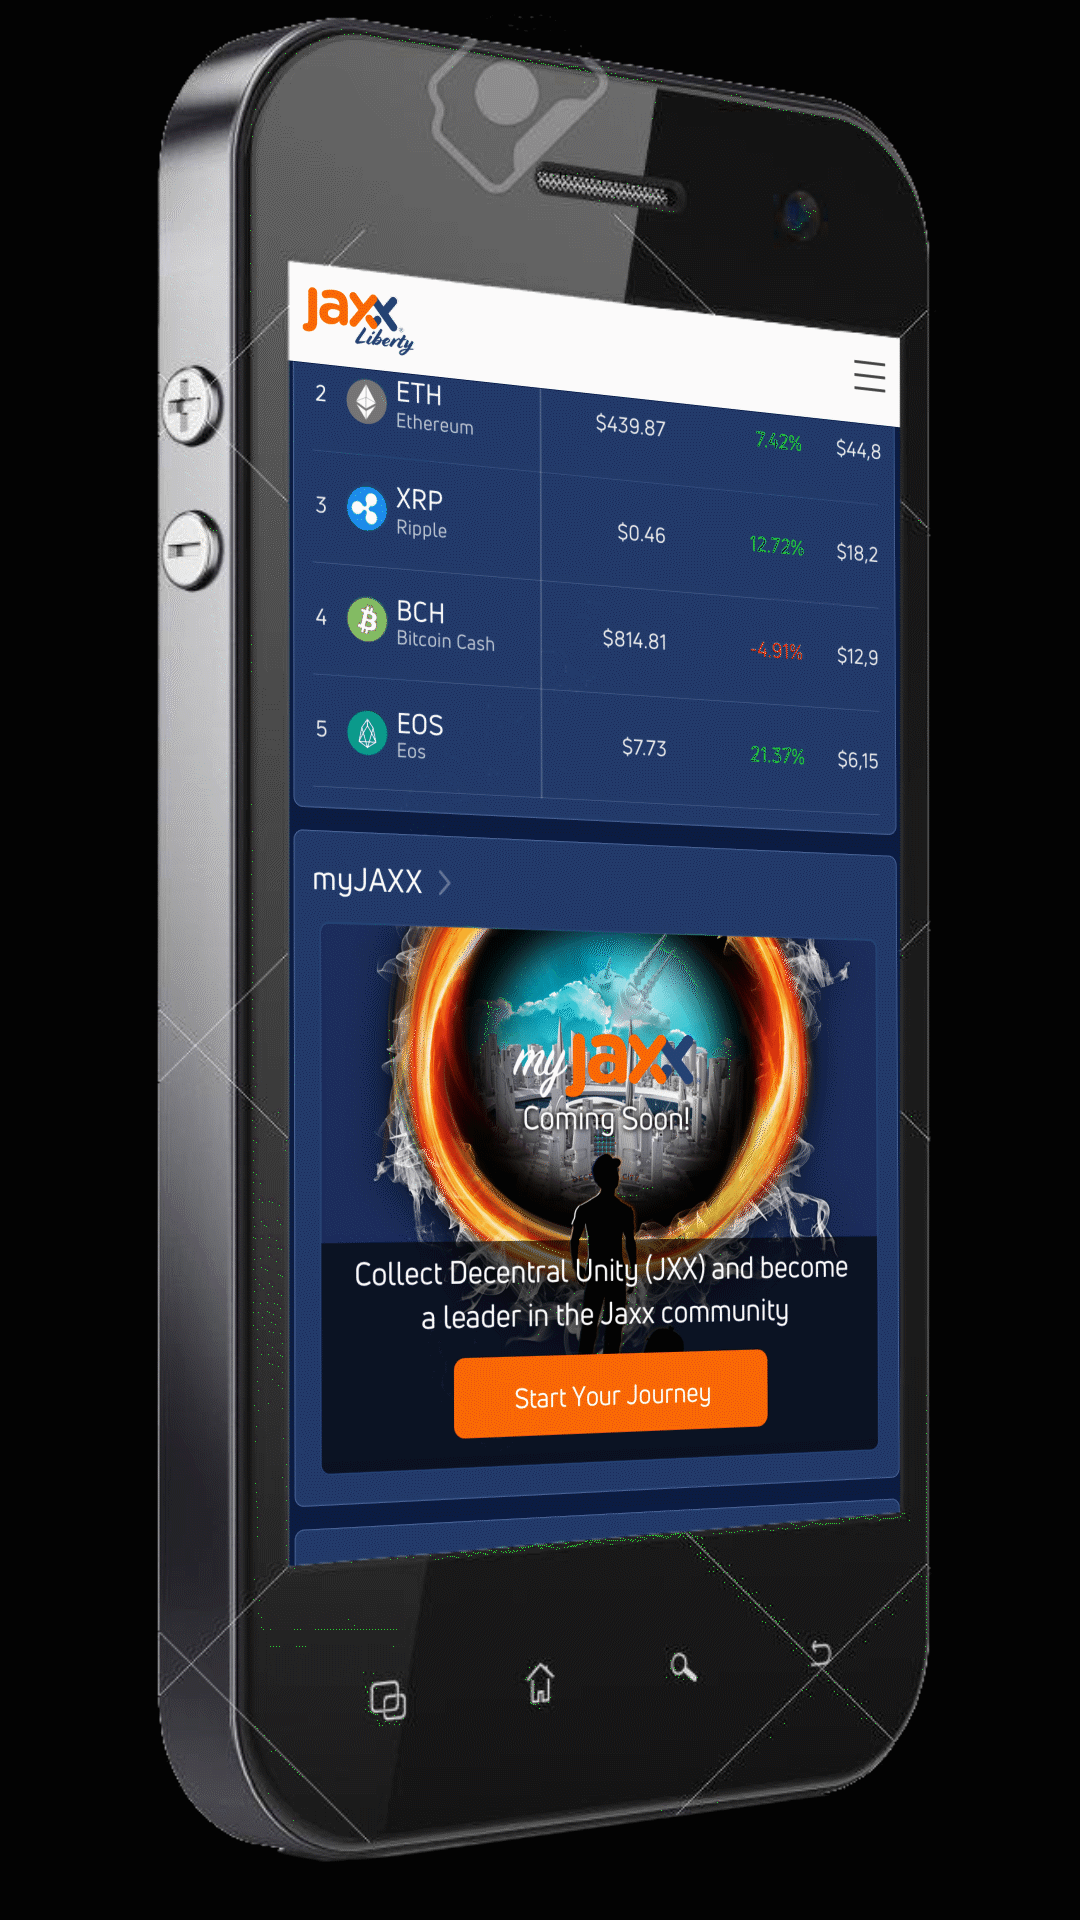 Jaxx
Liberty
2 ETH $439.87 7.42% $44,8
Ethereum
3 XRP $0.46 12.72% $18,2
Ripple
4 BCH $814.81 -4.91% $12,9
Bitcoin Cash
5 EOS $7.73 21.37% $6,15
Eos
myJAXX
my Jaxx
Coming Soon!
Collect Decentral Unity (JXX) and become
a leader in the Jaxx community
Start Your Journey